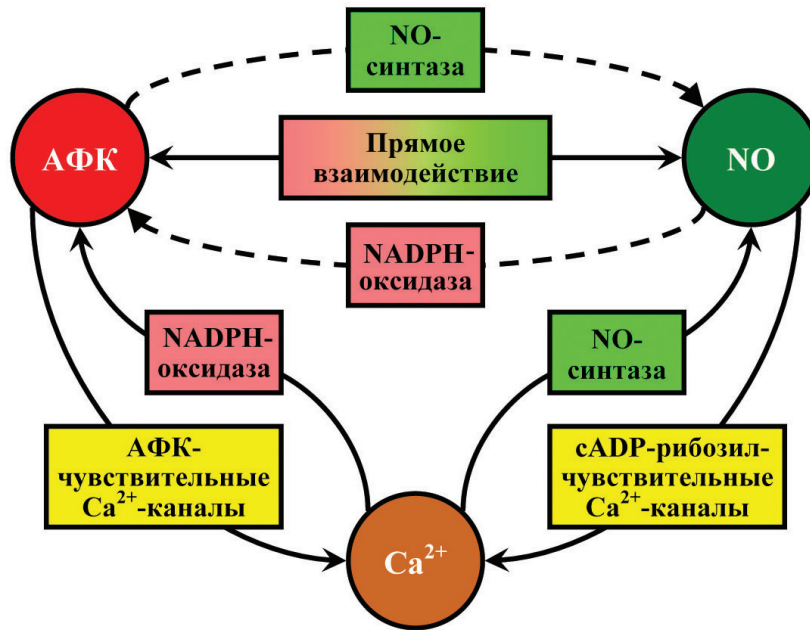 NO-
синтаза
АФК
Прямое
взаимодействие
NO
NADPH-
оксидаза
NADPH-
оксидаза
NO-
синтаза
АФК-
чувствительные
Ca²⁺-каналы
cADP-рибозил-
чувствительные
Ca²⁺-каналы
Ca²⁺